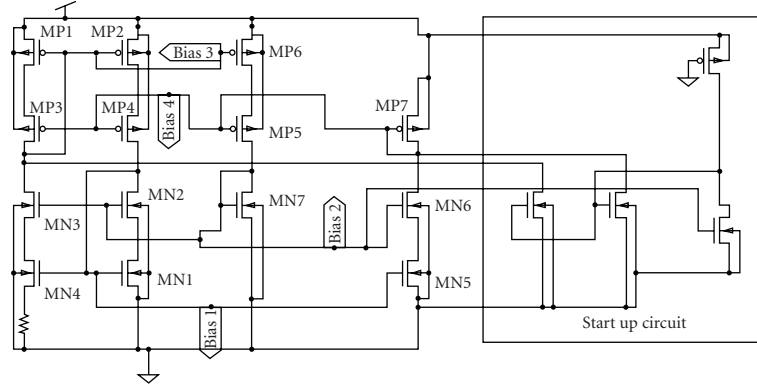 MP1
MP2
Bias 3
MP6
MP3
MP4
Bias 4
MP5
MP7
MN3
MN2
MN7
Bias 2
MN6
MN4
MN1
MN5
Bias 1
Start up circuit